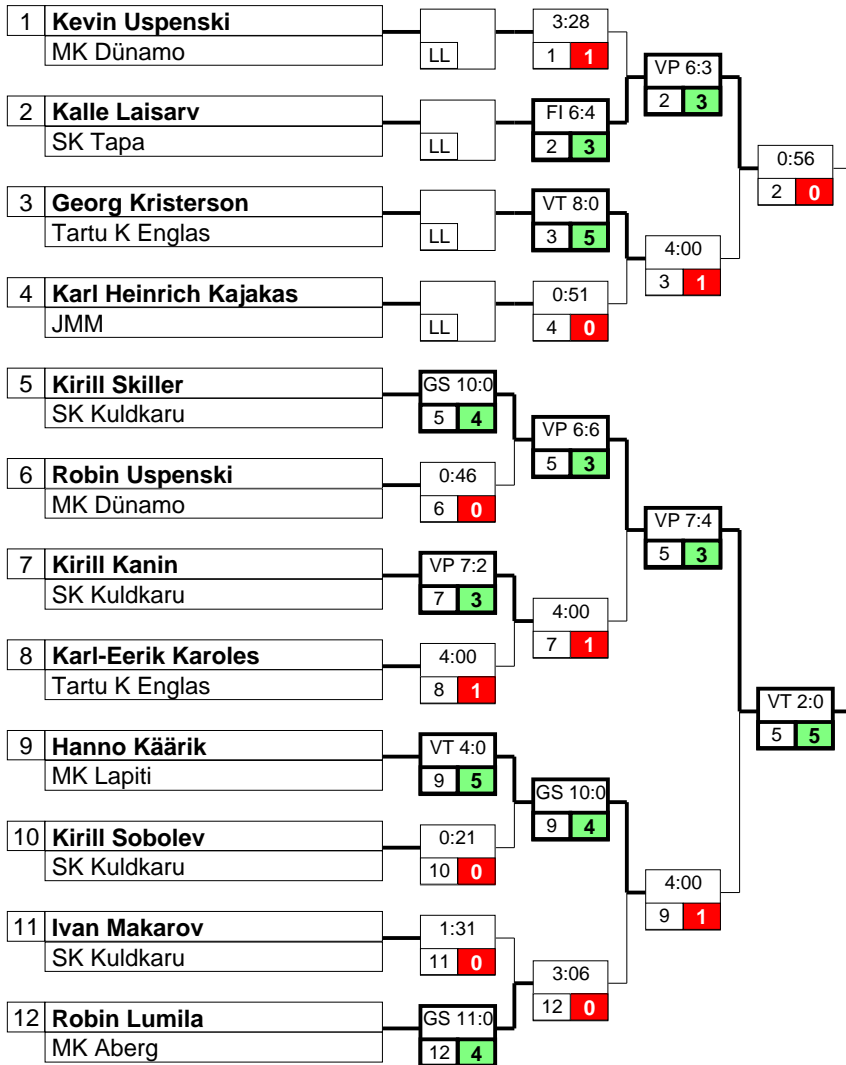 1 Kevin Uspenski
MK Dünamo
LL
3:28
1 1
VP 6:3
2 3
2 Kalle Laisarv
SK Tapa
LL
FI 6:4
2 3
0:56
2 0
3 Georg Kristerson
Tartu K Englas
LL
VT 8:0
3 5
4:00
3 1
4 Karl Heinrich Kajakas
JMM
LL
0:51
4 0
5 Kirill Skiller
SK Kuldkaru
GS 10:0
5 4
VP 6:6
5 3
6 Robin Uspenski
MK Dünamo
0:46
6 0
VP 7:4
5 3
7 Kirill Kanin
SK Kuldkaru
VP 7:2
7 3
4:00
7 1
8 Karl-Eerik Karoles
Tartu K Englas
4:00
8 1
VT 2:0
5 5
9 Hanno Käärik
MK Lapiti
VT 4:0
9 5
GS 10:0
9 4
10 Kirill Sobolev
SK Kuldkaru
0:21
10 0
4:00
9 1
11 Ivan Makarov
SK Kuldkaru
1:31
11 0
3:06
12 0
12 Robin Lumila
MK Aberg
GS 11:0
12 4